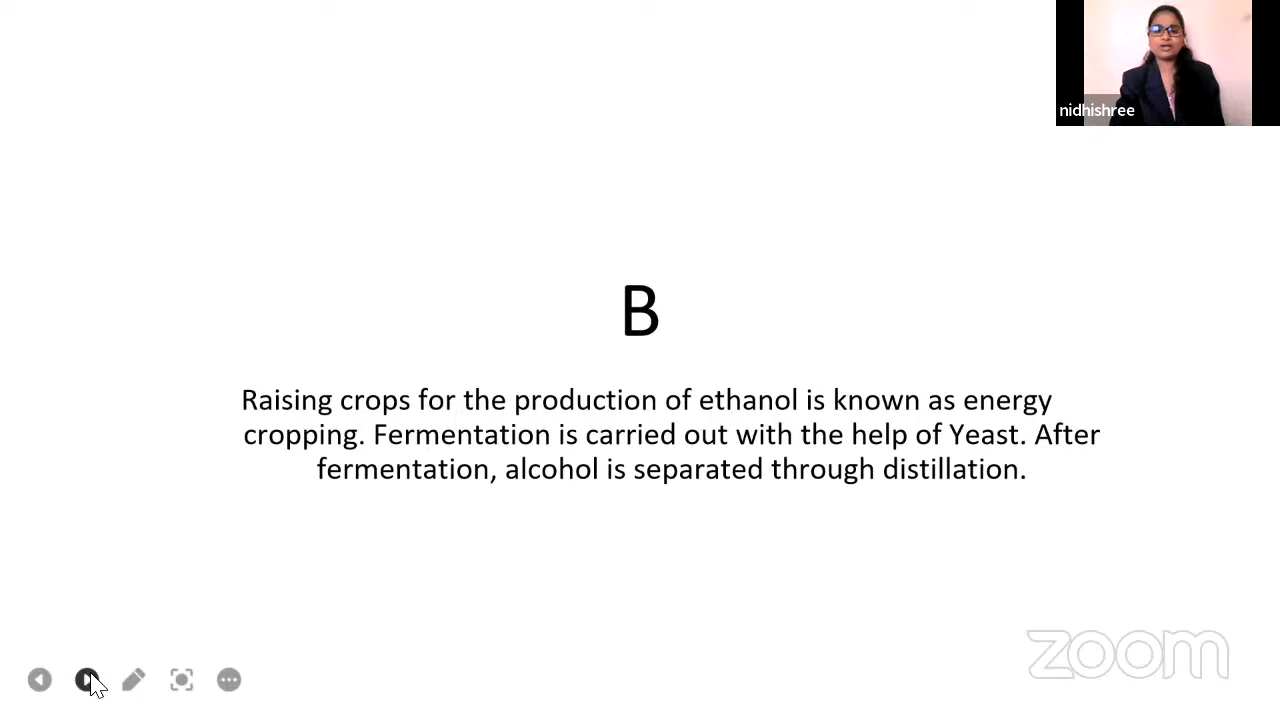 nidhishree
B
Raising crops for the production of ethanol is known as energy
cropping. Fermentation is carried out with the help of Yeast. After
fermentation, alcohol is separated through distillation.
zoom